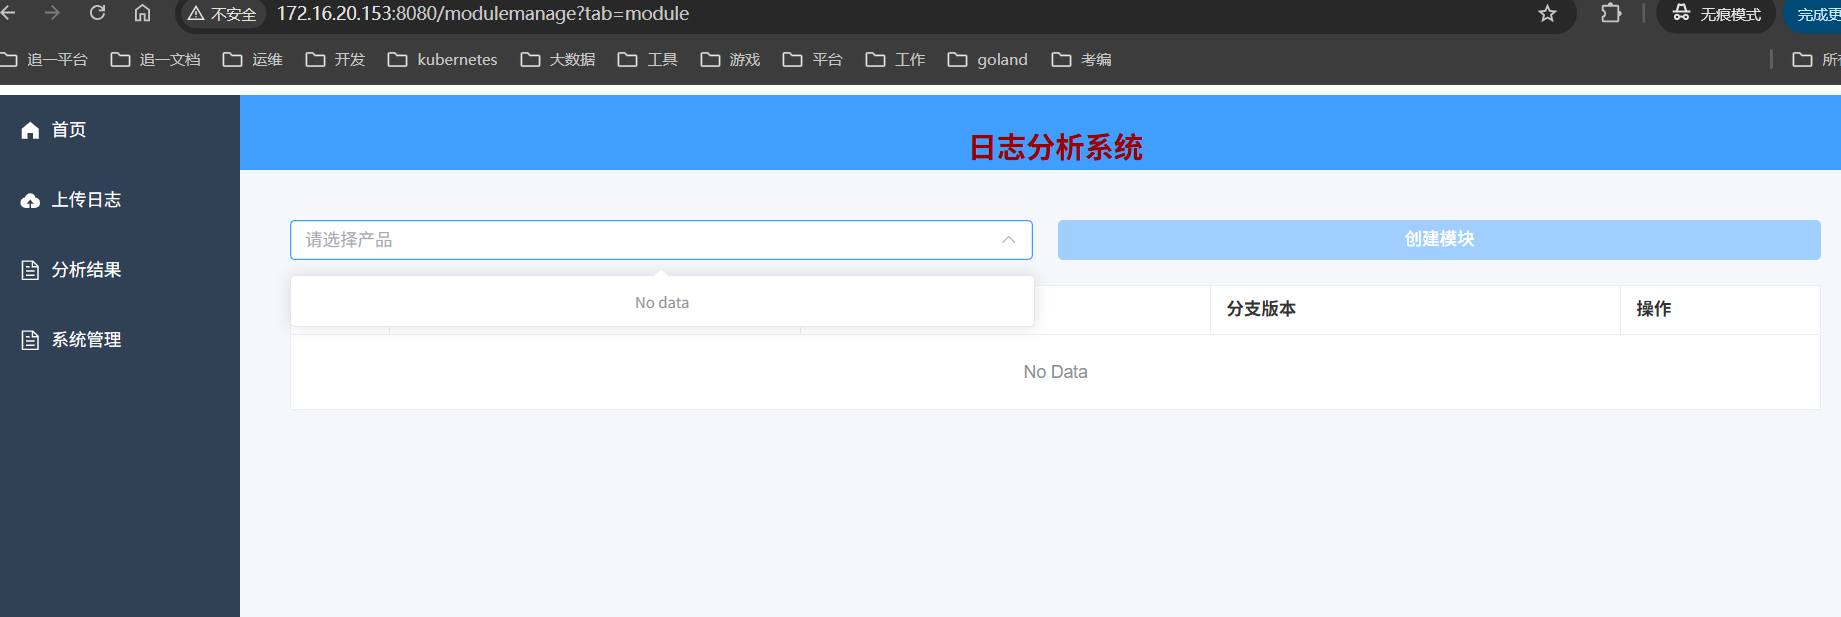 不安全 172.16.20.153:8080/modulemanage?tab=module 无痕模式 完成更
追一平台 追一文档 运维 开发 kubernetes 大数据 工具 游戏 平台 工作 goland 考编 所有
首页
日志分析系统
上传日志
请选择产品 创建模块
分析结果
No data
分支版本 操作
系统管理
No Data